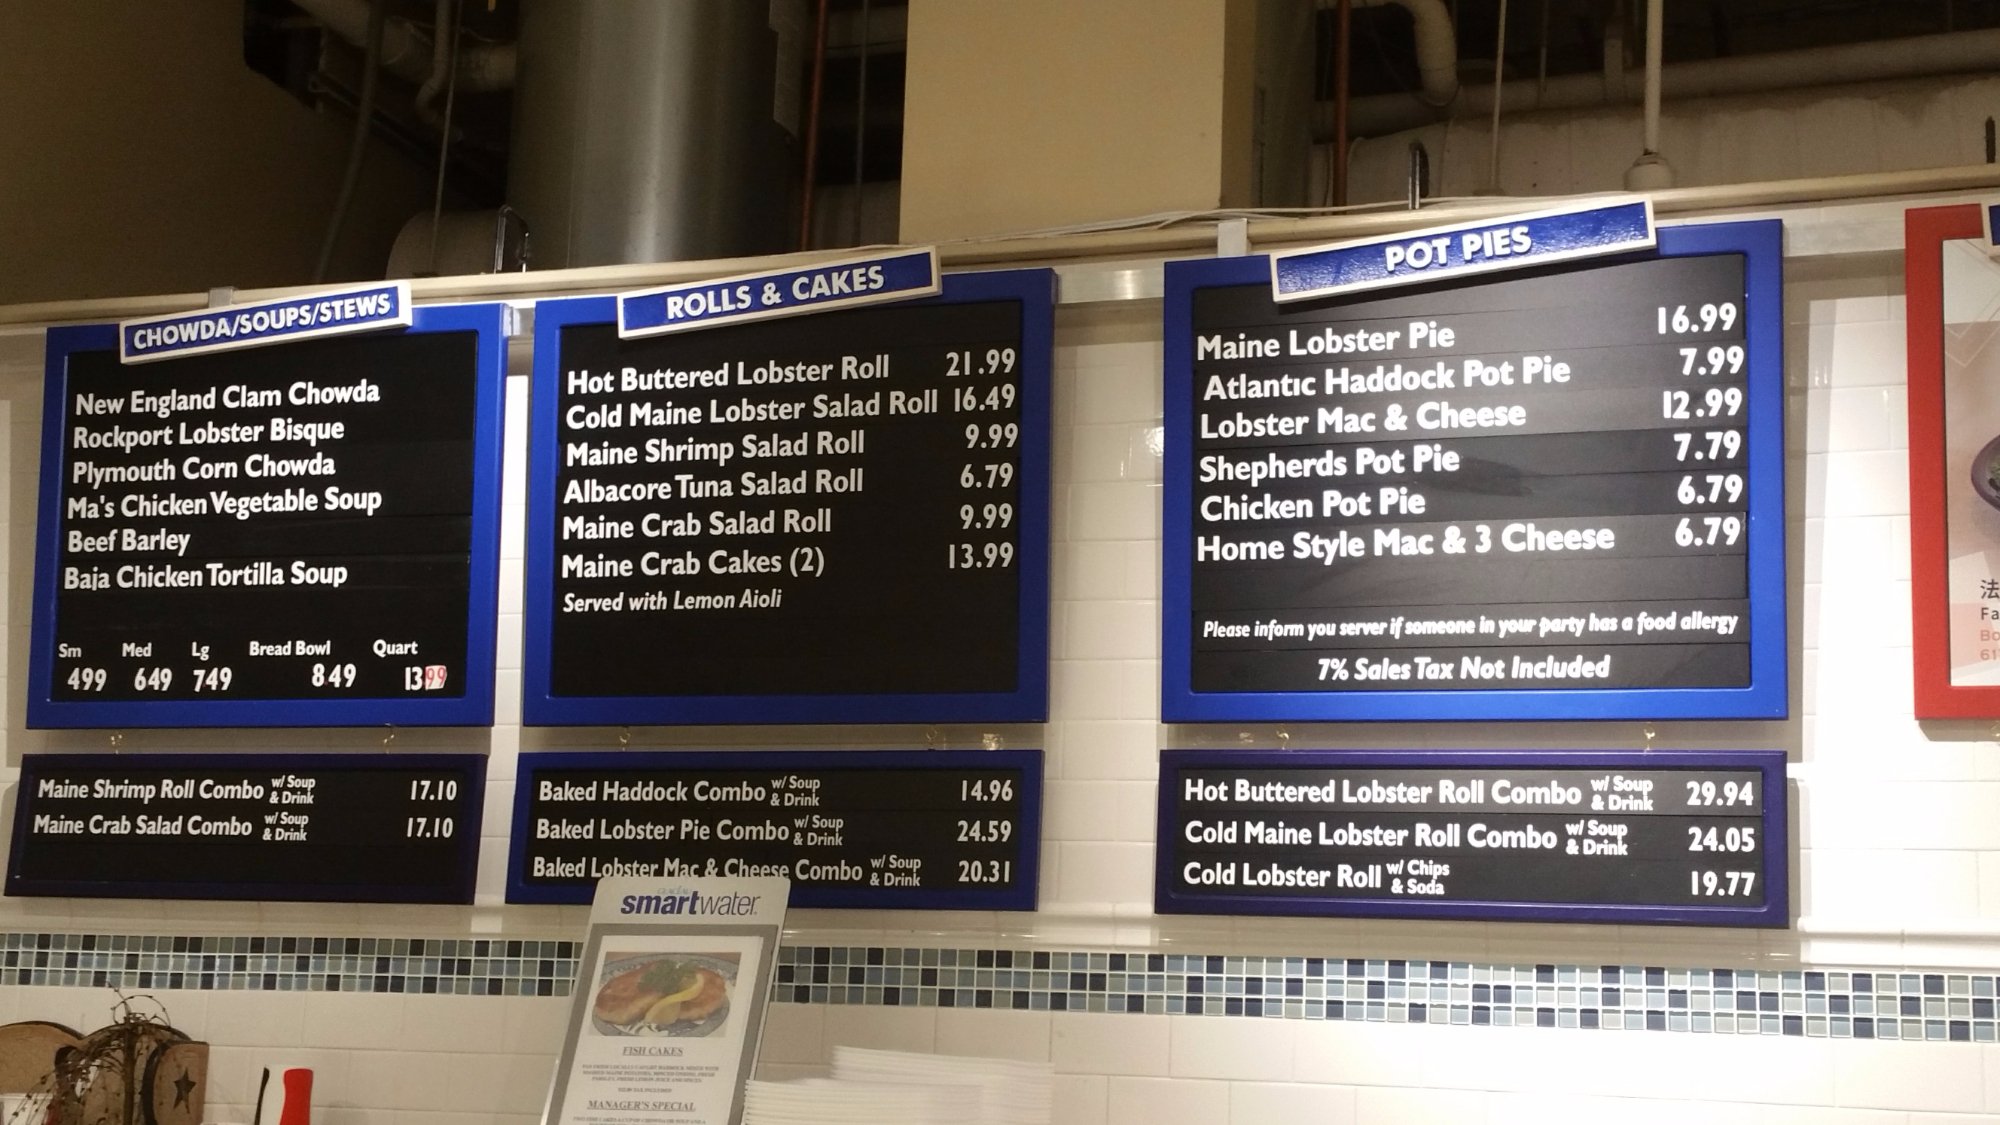 CHOWDA/SOUPS/STEWS
New England Clam Chowda
Rockport Lobster Bisque
Plymouth Corn Chowda
Ma's Chicken Vegetable Soup
Beef Barley
Baja Chicken Tortilla Soup
Sm Med Lg Bread Bowl Quart
499 649 749 849 1399
Maine Shrimp Roll Combo w/ Soup & Drink 17.10
Maine Crab Salad Combo w/ Soup & Drink 17.10
ROLLS & CAKES
Hot Buttered Lobster Roll 21.99
Cold Maine Lobster Salad Roll 16.49
Maine Shrimp Salad Roll 9.99
Albacore Tuna Salad Roll 6.79
Maine Crab Salad Roll 9.99
Maine Crab Cakes (2) 13.99
Served with Lemon Aioli
Baked Haddock Combo w/ Soup & Drink 14.96
Baked Lobster Pie Combo w/ Soup & Drink 24.59
Baked Lobster Mac & Cheese Combo w/ Soup & Drink 20.31
POT PIES
Maine Lobster Pie 16.99
Atlantic Haddock Pot Pie 7.99
Lobster Mac & Cheese 12.99
Shepherds Pot Pie 7.79
Chicken Pot Pie 6.79
Home Style Mac & 3 Cheese 6.79
Please inform you server if someone in your party has a food allergy
7% Sales Tax Not Included
Hot Buttered Lobster Roll Combo w/ Soup & Drink 29.94
Cold Maine Lobster Roll Combo w/ Soup & Drink 24.05
Cold Lobster Roll w/ Chips & Soda 19.77
smartwater
FISH CAKES
MANAGER'S SPECIAL
法
Fa
Bo
61